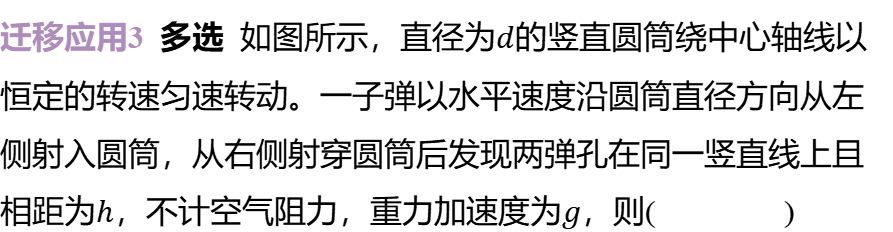 迁移应用3 多选 如图所示，直径为d的竖直圆筒绕中心轴线以
恒定的转速匀速转动。一子弹以水平速度沿圆筒直径方向从左
侧射入圆筒，从右侧射穿圆筒后发现两弹孔在同一竖直线上且
相距为h，不计空气阻力，重力加速度为g，则(        )